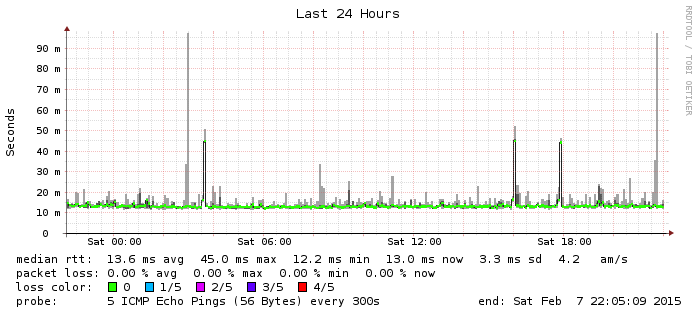 Last 24 Hours
RRDTOOL / TOBI OETIKER
Seconds
90 m
80 m
70 m
60 m
50 m
40 m
30 m
20 m
10 m
0
Sat 00:00 Sat 06:00 Sat 12:00 Sat 18:00
median rtt: 13.6 ms avg 45.0 ms max 12.2 ms min 13.0 ms now 3.3 ms sd 4.2 am/s
packet loss: 0.00 % avg 0.00 % max 0.00 % min 0.00 % now
loss color: 0 1/5 2/5 3/5 4/5
probe: 5 ICMP Echo Pings (56 Bytes) every 300s end: Sat Feb 7 22:05:09 2015